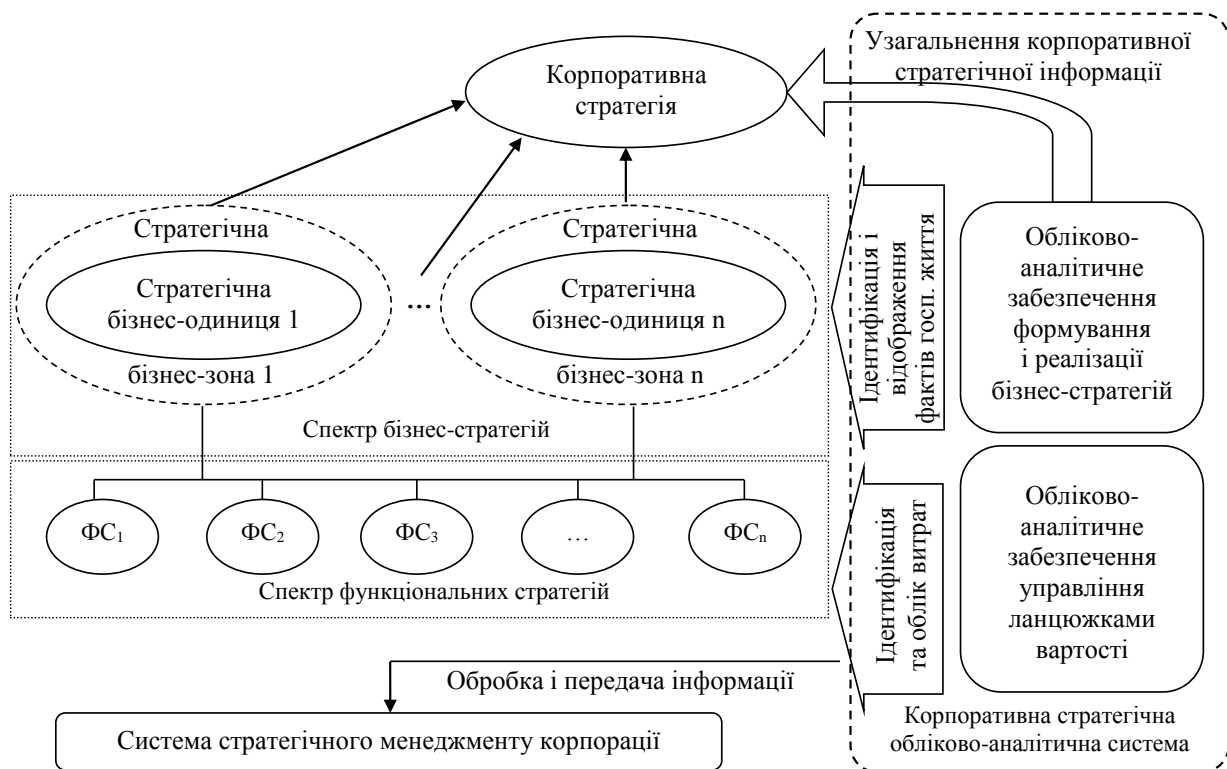 Узагальнення корпоративної
стратегічної інформації
Корпоративна
стратегія
Стратегічна
Стратегічна
бізнес-одиниця 1
бізнес-зона 1
...
Стратегічна
Стратегічна
бізнес-одиниця n
бізнес-зона n
Спектр бізнес-стратегій
Ідентифікація і
відображення
фактів госп. життя
Обліково-
аналітичне
забезпечення
формування
і реалізації
бізнес-стратегій
ФС1
ФС2
ФС3
…
ФСn
Спектр функціональних стратегій
Ідентифікація
та облік витрат
Обліково-
аналітичне
забезпечення
управління
ланцюжками
вартості
Обробка і передача інформації
Система стратегічного менеджменту корпорації
Корпоративна стратегічна
обліково-аналітична система